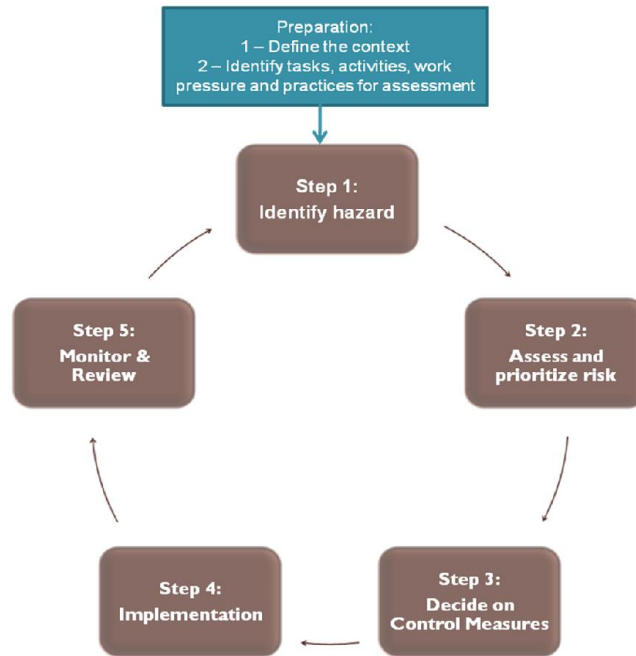 Preparation:
1 – Define the context
2 – Identify tasks, activities, work
pressure and practices for assessment
Step 1:
Identify hazard
Step 2:
Assess and
prioritize risk
Step 3:
Decide on
Control Measures
Step 4:
Implementation
Step 5:
Monitor &
Review